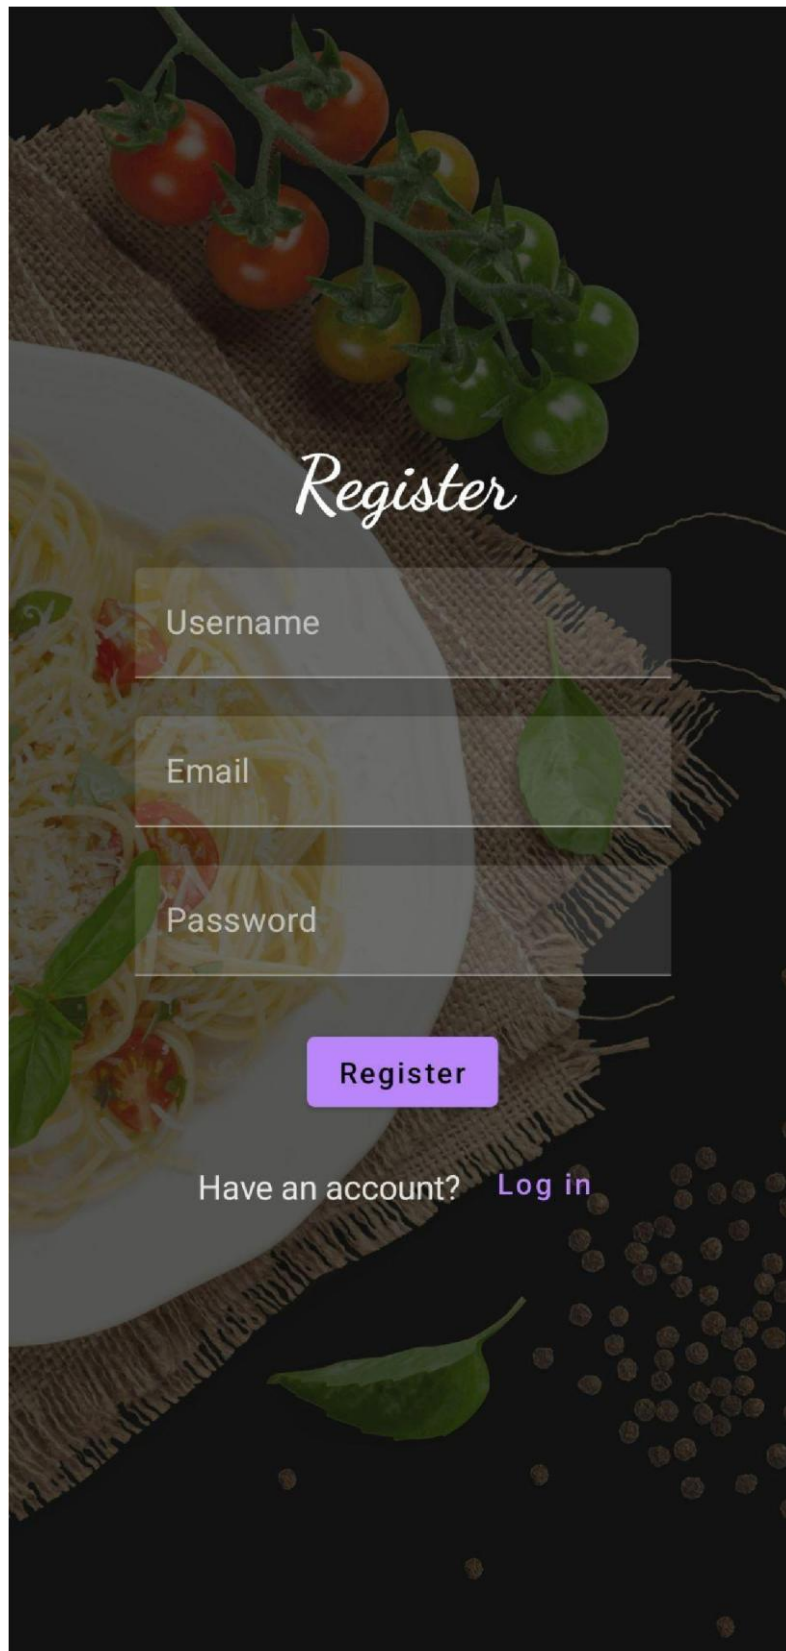 Register
Username
Email
Password
Register
Have an account? Log in